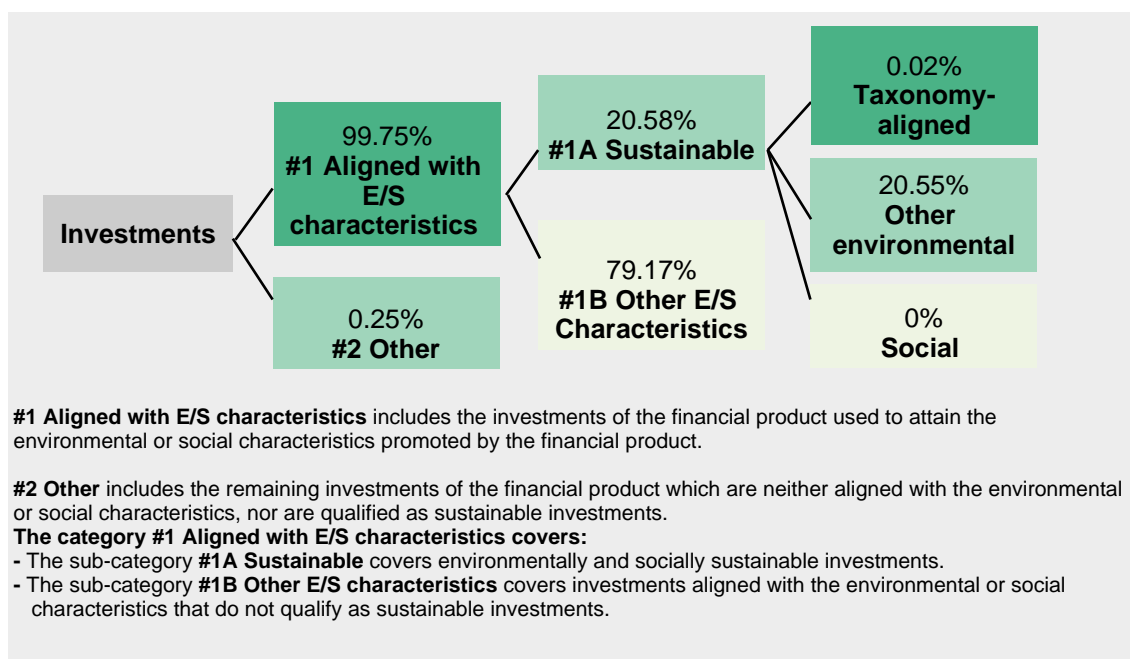 Investments
99.75%
#1 Aligned with
E/S
characteristics
0.25%
#2 Other
20.58%
#1A Sustainable
79.17%
#1B Other E/S
Characteristics
0.02%
Taxonomy-
aligned
20.55%
Other
environmental
0%
Social
#1 Aligned with E/S characteristics includes the investments of the financial product used to attain the
environmental or social characteristics promoted by the financial product.
#2 Other includes the remaining investments of the financial product which are neither aligned with the environmental
or social characteristics, nor are qualified as sustainable investments.
The category #1 Aligned with E/S characteristics covers:
- The sub-category #1A Sustainable covers environmentally and socially sustainable investments.
- The sub-category #1B Other E/S characteristics covers investments aligned with the environmental or social
characteristics that do not qualify as sustainable investments.